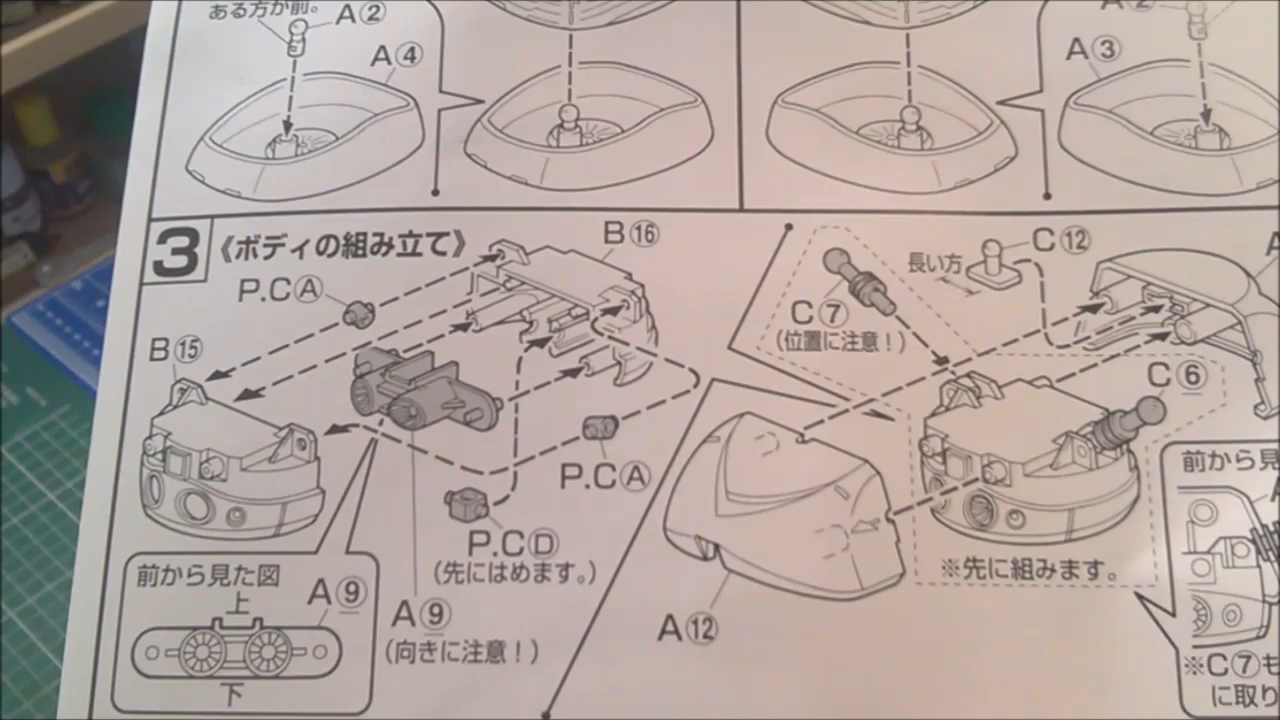 ある方が前。
A②
A④
A②
A③
3 《ボディの組み立て》
P.CⒶ
B⑯
B⑮
P.CⒶ
P.CⒹ
(先にはめます。)
前から見た図
上
A⑨
下
A⑨
(向きに注意!)
C⑦
(位置に注意!)
長い方
C⑫
C⑥
A⑫
※先に組みます。
前から見
※C⑦も
に取り